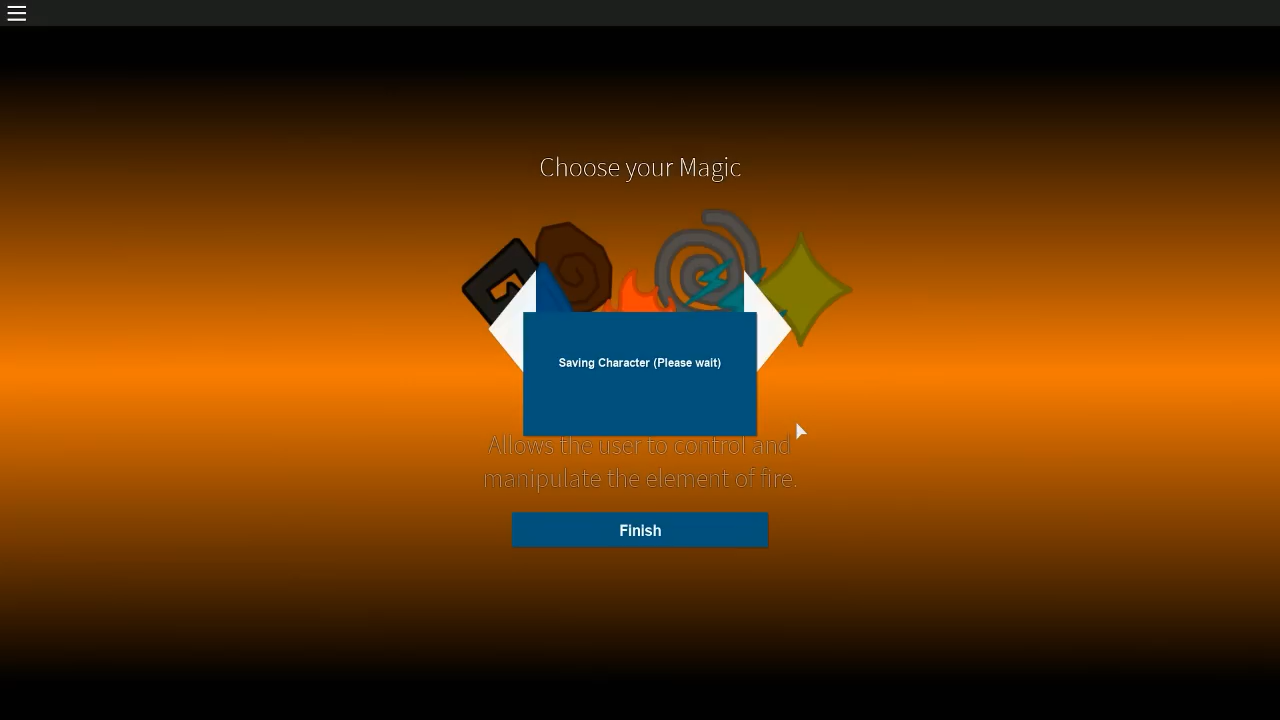 Choose your Magic
Saving Character (Please wait)
Allows the user to control and
manipulate the element of fire.
Finish